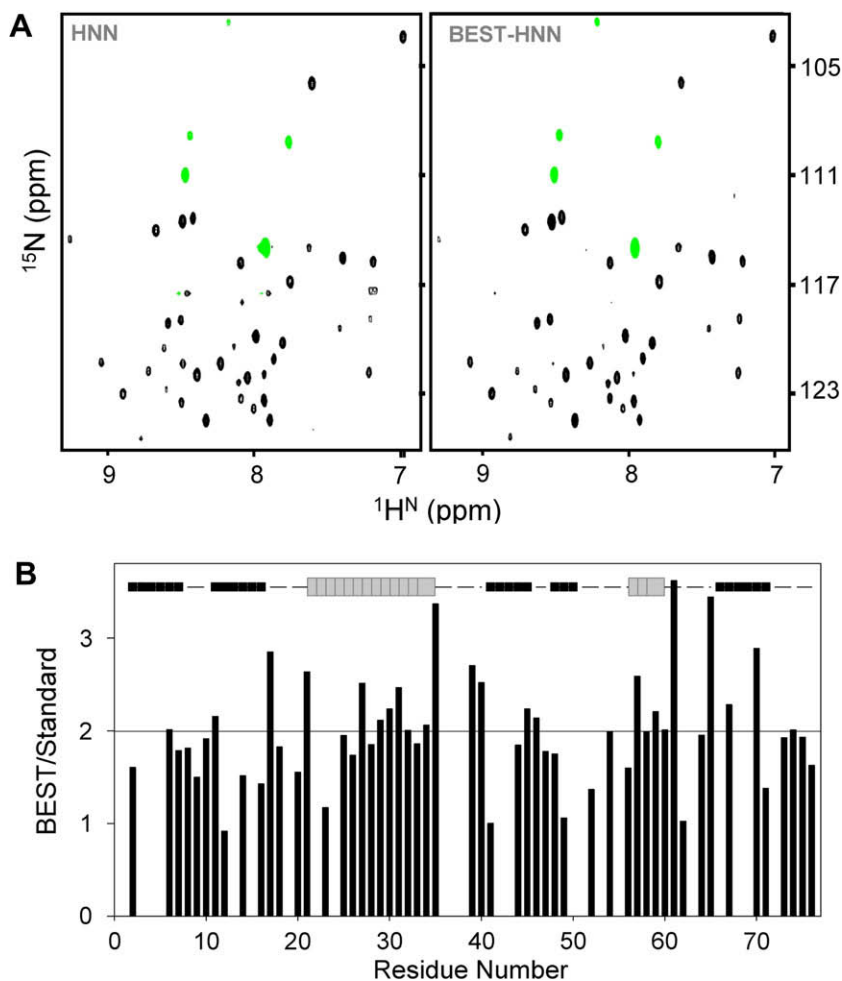 A
HNN
BEST-HNN
105
111
117
123
15N (ppm)
9 8 7
9 8 7
1HN (ppm)
B
BEST/Standard
3
2
1
0
0 10 20 30 40 50 60 70
Residue Number